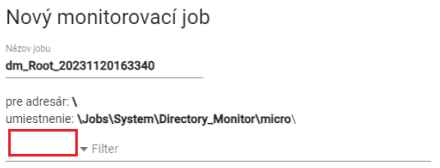 Nový monitorovací job
Názov jobu
dm_Root_20231120163340
pre adresár: \
umiestnenie: \Jobs\System\Directory_Monitor\micro\
Filter